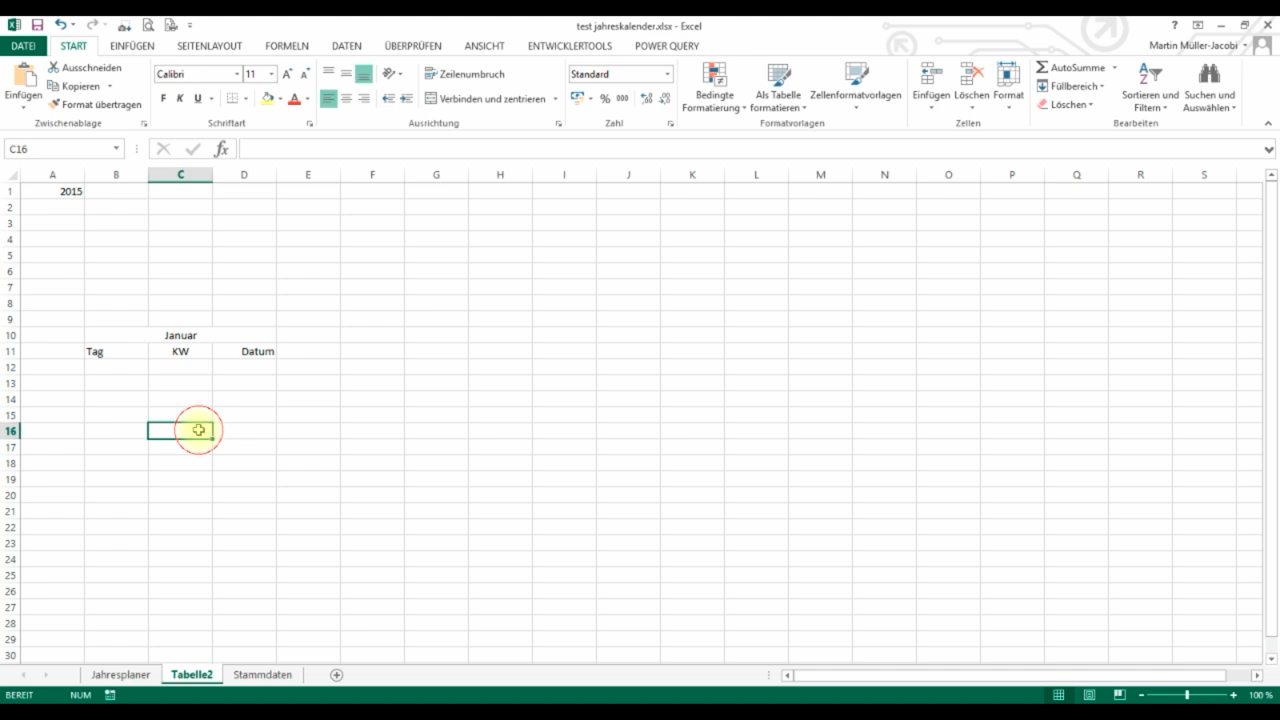 test jahreskalender.xlsx - Excel
DATEI START EINFÜGEN SEITENLAYOUT FORMELN DATEN ÜBERPRÜFEN ANSICHT ENTWICKLERTOOLS POWER QUERY Martin Müller-Jacobi
Einfügen
Ausschneiden
Kopieren
Format übertragen
Zwischenablage
Calibri 11
F K U
Schriftart
Zeilenumbruch
Verbinden und zentrieren
Ausrichtung
Standard
% 000
Zahl
Bedingte Formatierung
Als Tabelle formatieren
Zellenformatvorlagen
Formatvorlagen
Einfügen Löschen Format
Zellen
AutoSumme
Füllbereich
Löschen
Sortieren und Filtern
Suchen und Auswählen
Bearbeiten
C16 fx
A B C D E F G H I J K L M N O P Q R S
1 2015
2
3
4
5
6
7
8
9
10 Januar
11 Tag KW Datum
12
13
14
15
16
17
18
19
20
21
22
23
24
25
26
27
28
29
30
Jahresplaner Tabelle2 Stammdaten
BEREIT NUM 100 %